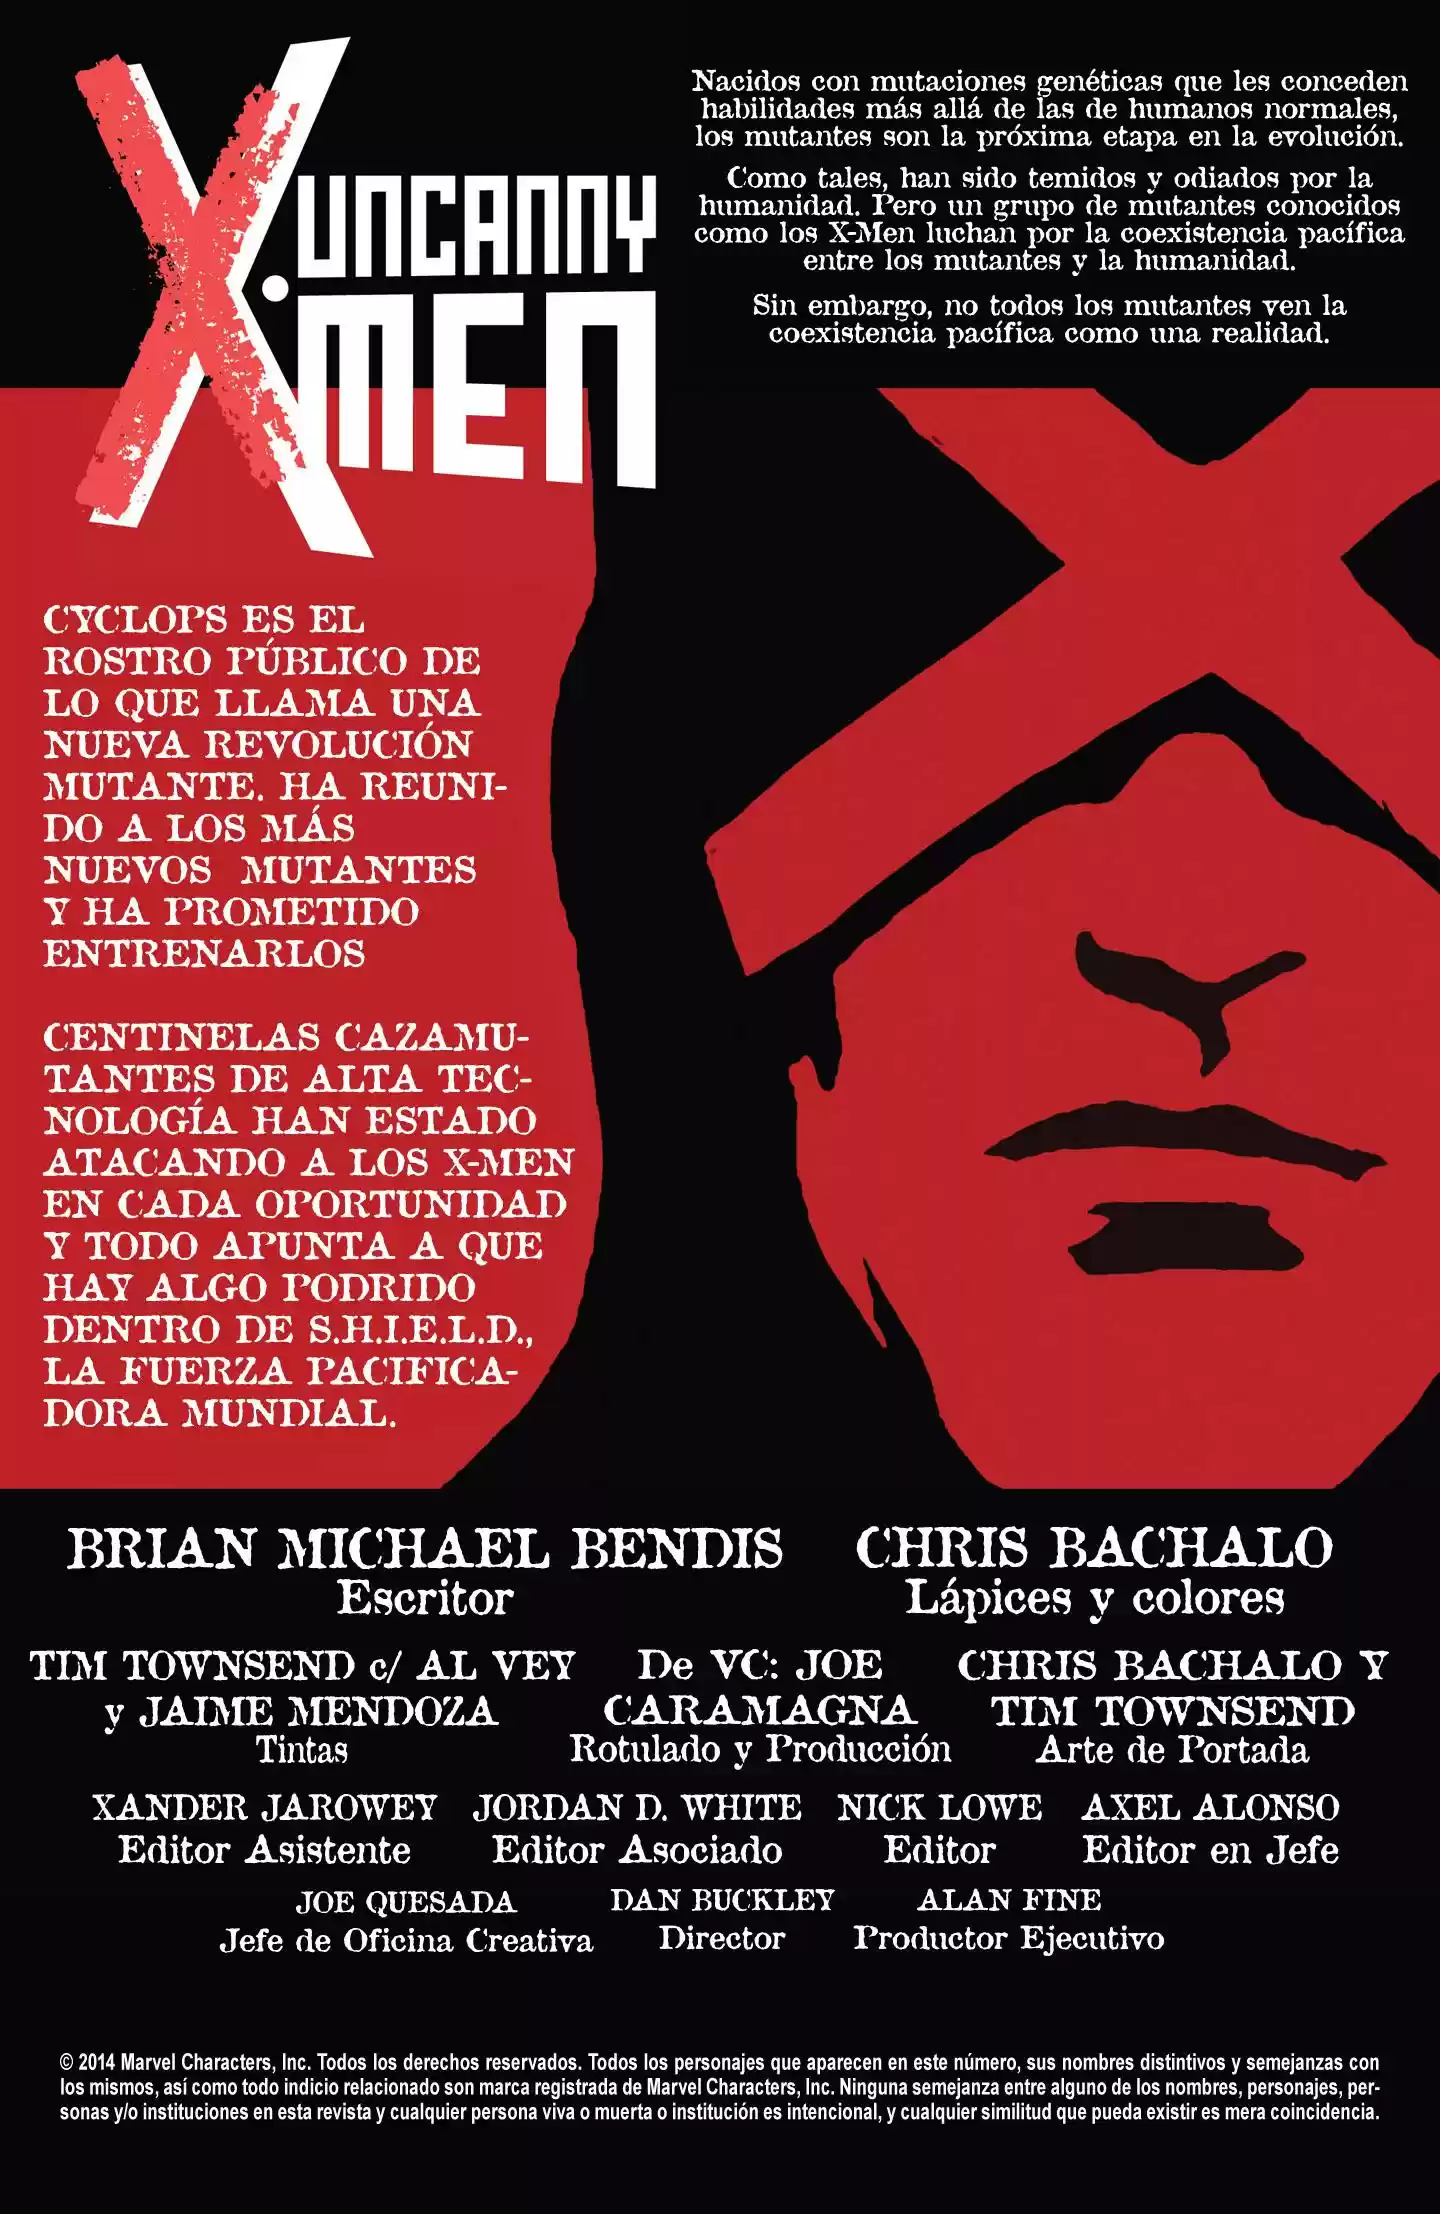 UNCANNY
X-MEN
Nacidos con mutaciones genéticas que les conceden
habilidades más allá de las de humanos normales,
los mutantes son la próxima etapa en la evolución.
Como tales, han sido temidos y odiados por la
humanidad. Pero un grupo de mutantes conocidos
como los X-Men luchan por la coexistencia pacífica
entre los mutantes y la humanidad.
Sin embargo, no todos los mutantes ven la
coexistencia pacífica como una realidad.
CYCLOPS ES EL
ROSTRO PÚBLICO DE
LO QUE LLAMA UNA
NUEVA REVOLUCIÓN
MUTANTE. HA REUNI-
DO A LOS MÁS
NUEVOS MUTANTES
Y HA PROMETIDO
ENTRENARLOS
CENTINELAS CAZAMU-
TANTES DE ALTA TEC-
NOLOGÍA HAN ESTADO
ATACANDO A LOS X-MEN
EN CADA OPORTUNIDAD
Y TODO APUNTA A QUE
HAY ALGO PODRIDO
DENTRO DE S.H.I.E.L.D.,
LA FUERZA PACIFICA-
DORA MUNDIAL.
BRIAN MICHAEL BENDIS
Escritor
CHRIS BACHALO
Lápices y colores
TIM TOWNSEND c/ AL VEY
y JAIME MENDOZA
Tintas
De VC: JOE
CARAMAGNA
Rotulado y Producción
CHRIS BACHALO Y
TIM TOWNSEND
Arte de Portada
XANDER JAROWEY
Editor Asistente
JORDAN D. WHITE
Editor Asociado
NICK LOWE
Editor
AXEL ALONSO
Editor en Jefe
JOE QUESADA
Jefe de Oficina Creativa
DAN BUCKLEY
Director
ALAN FINE
Productor Ejecutivo
© 2014 Marvel Characters, Inc. Todos los derechos reservados. Todos los personajes que aparecen en este número, sus nombres distintivos y semejanzas con
los mismos, así como todo indicio relacionado son marca registrada de Marvel Characters, Inc. Ninguna semejanza entre alguno de los nombres, personajes, per-
sonas y/o instituciones en esta revista y cualquier persona viva o muerta o institución es intencional, y cualquier similitud que pueda existir es mera coincidencia.